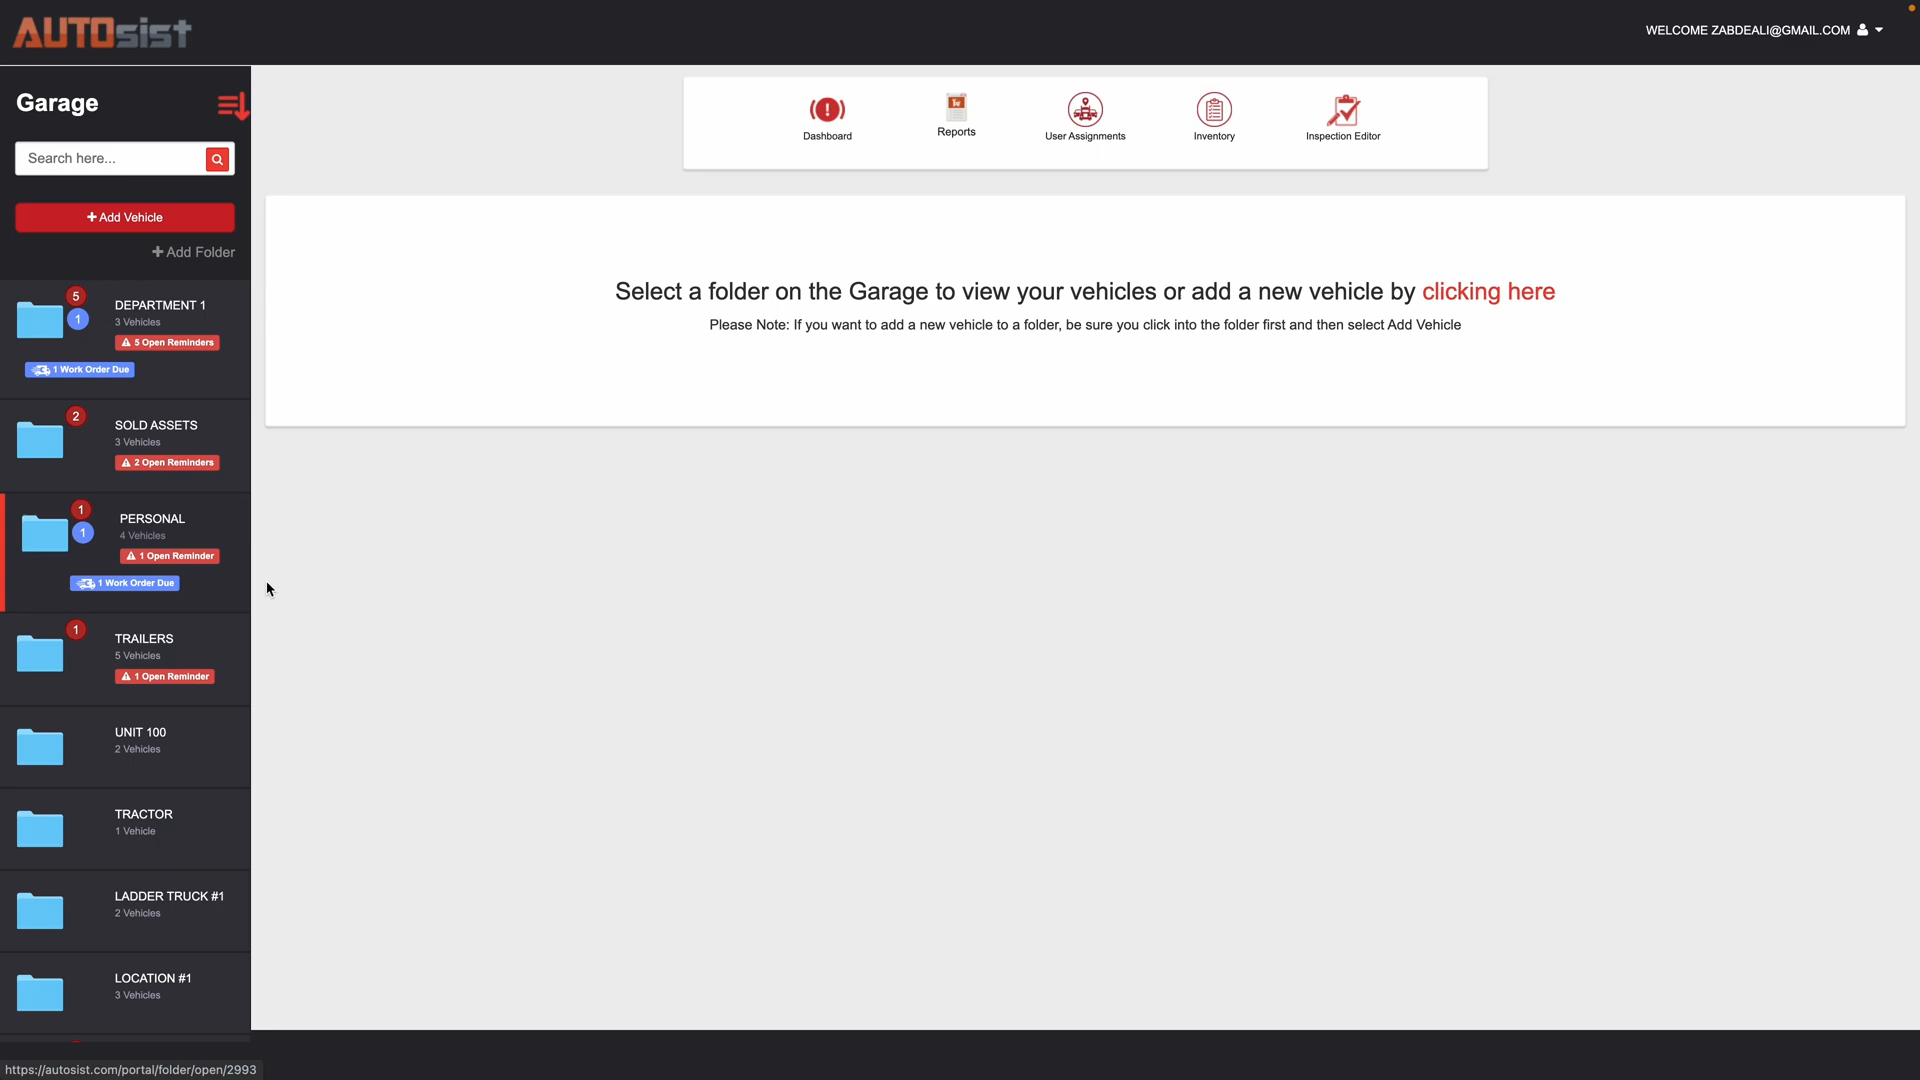 AUTOsist
WELCOME ZABDEALI@GMAIL.COM
Garage
Search here...
Add Vehicle
Add Folder
5
1
DEPARTMENT 1
3 Vehicles
5 Open Reminders
1 Work Order Due
2
SOLD ASSETS
3 Vehicles
2 Open Reminders
1
1
PERSONAL
4 Vehicles
1 Open Reminder
1 Work Order Due
1
TRAILERS
5 Vehicles
1 Open Reminder
UNIT 100
2 Vehicles
TRACTOR
1 Vehicle
LADDER TRUCK #1
2 Vehicles
LOCATION #1
3 Vehicles
Dashboard
Reports
User Assignments
Inventory
Inspection Editor
Select a folder on the Garage to view your vehicles or add a new vehicle by clicking here
Please Note: If you want to add a new vehicle to a folder, be sure you click into the folder first and then select Add Vehicle
https://autosist.com/portal/folder/open/2993